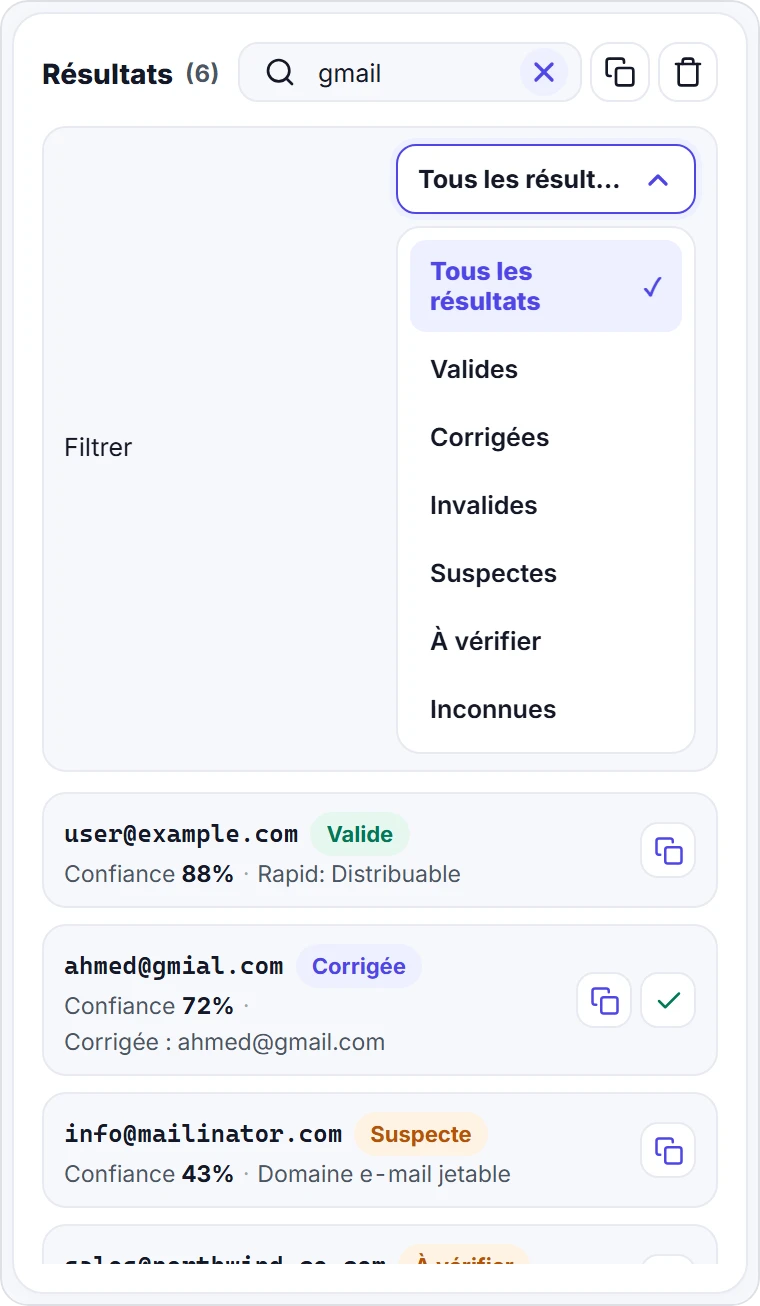 Résultats (6)
gmail
Tous les résult...
Tous les
résultats
Valides
Corrigées
Invalides
Suspectes
À vérifier
Inconnues
Filtrer
user@example.com Valide
Confiance 88% · Rapid: Distribuable
ahmed@gmial.com Corrigée
Confiance 72% ·
Corrigée : ahmed@gmail.com
info@mailinator.com Suspecte
Confiance 43% · Domaine e-mail jetable
À vérifier